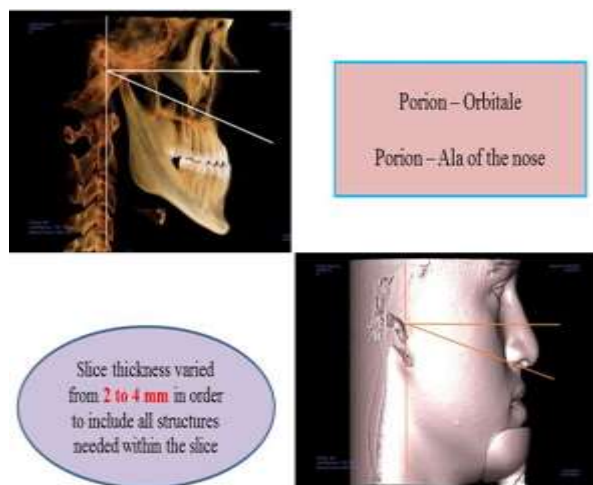 Porion – Orbitale
Porion – Ala of the nose
Slice thickness varied
from 2 to 4 mm in order
to include all structures
needed within the slice